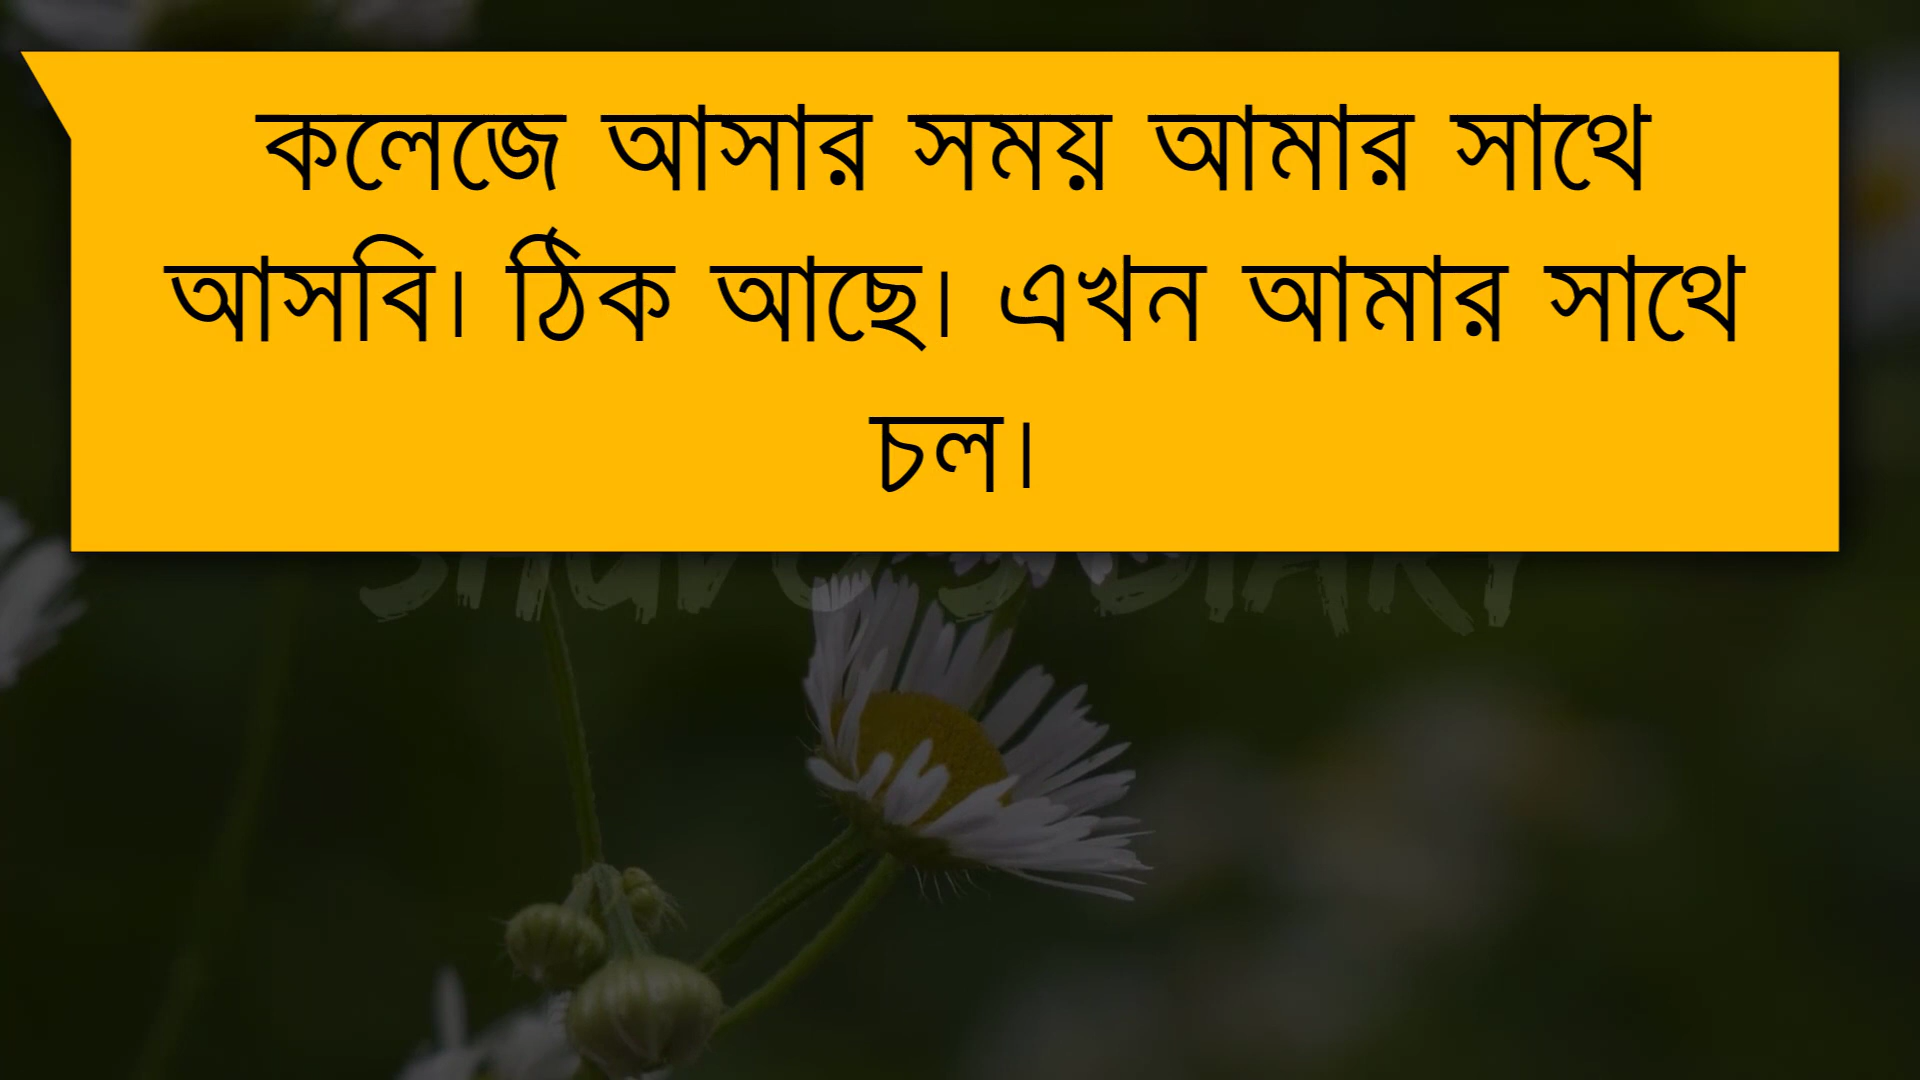 কলেজে আসার সময় আমার সাথে
আসবি। ঠিক আছে। এখন আমার সাথে
চল।